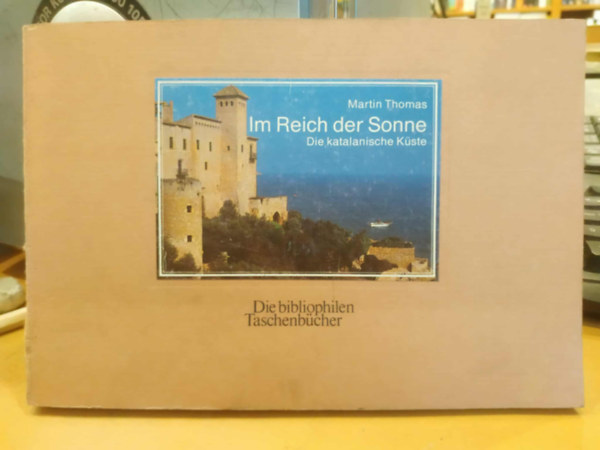 Martin Thomas
Im Reich der Sonne
Die katalanische Küste
Die bibliophilen
Taschenbücher